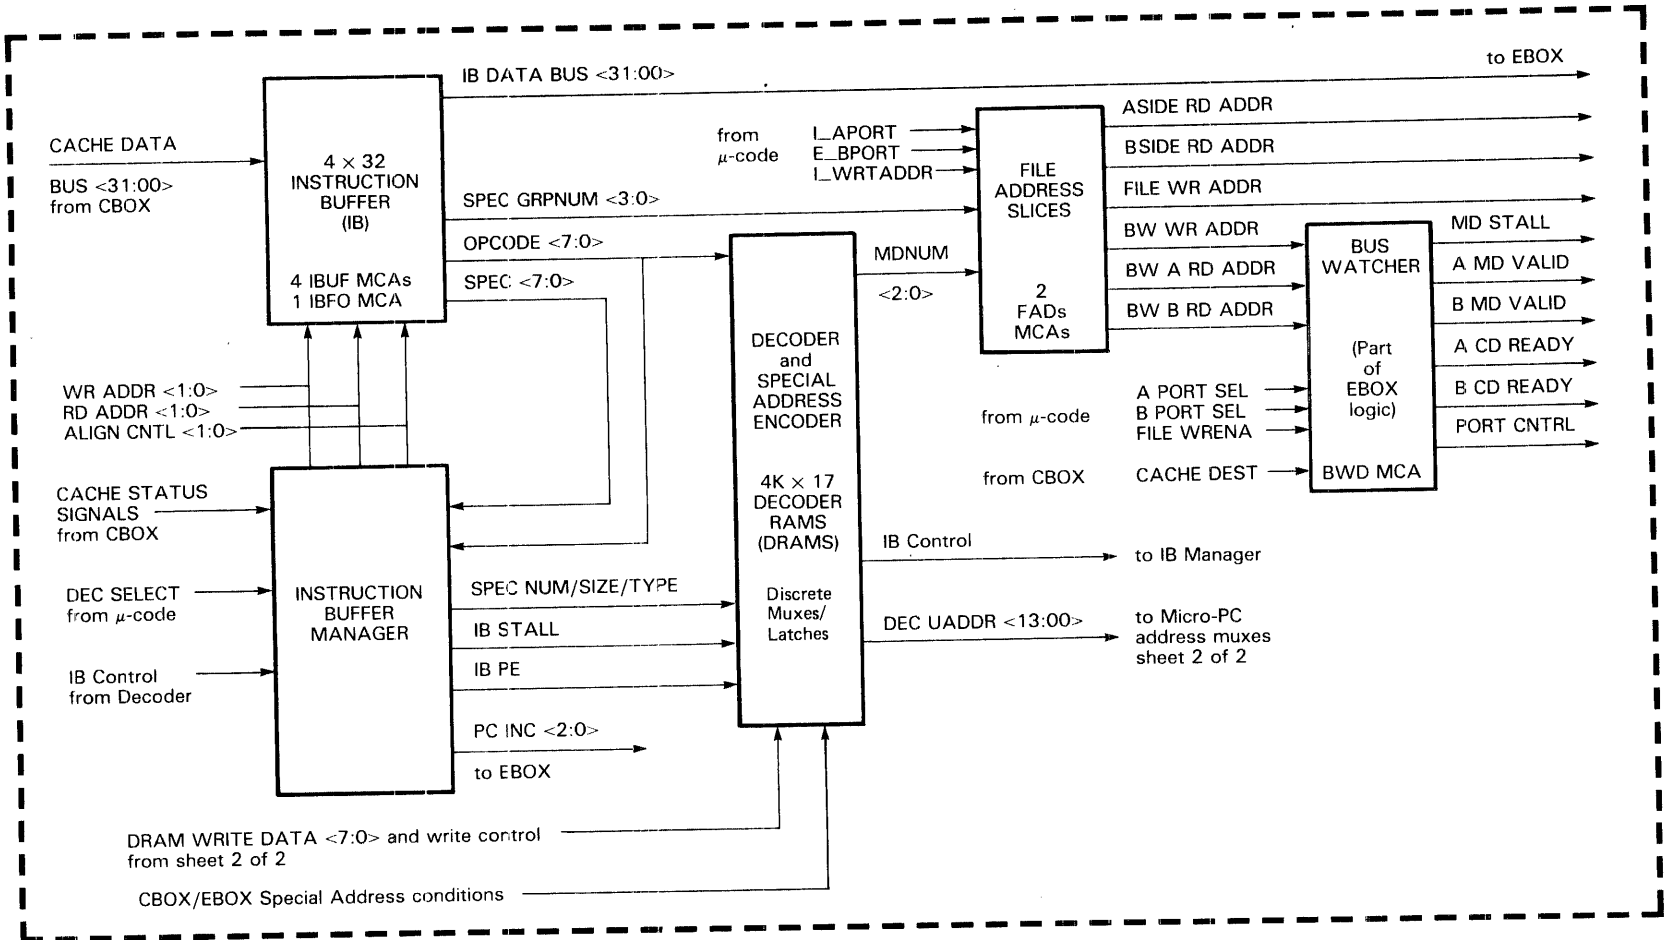 IB DATA BUS <31:00>
to EBOX
CACHE DATA
BUS <31:00>
from CBOX
4 × 32
INSTRUCTION
BUFFER
(IB)
4 IBUF MCAs
1 IBFO MCA
SPEC GRPNUM <3:0>
OPCODE <7:0>
SPEC <7:0>
from
μ-code
I_APORT
E_BPORT
I_WRTADDR
FILE
ADDRESS
SLICES
2
FADs
MCAs
ASIDE RD ADDR
BSIDE RD ADDR
FILE WR ADDR
BW WR ADDR
BW A RD ADDR
BW B RD ADDR
MDNUM
<2:0>
BUS
WATCHER
(Part
of
EBOX
logic)
BWD MCA
MD STALL
A MD VALID
B MD VALID
A CD READY
B CD READY
PORT CNTRL
from μ-code
A PORT SEL
B PORT SEL
FILE WRENA
from CBOX
CACHE DEST
DECODER
and
SPECIAL
ADDRESS
ENCODER
4K × 17
DECODER
RAMS
(DRAMS)
Discrete
Muxes/
Latches
WR ADDR <1:0>
RD ADDR <1:0>
ALIGN CNTL <1:0>
CACHE STATUS
SIGNALS
from CBOX
DEC SELECT
from μ-code
IB Control
from Decoder
INSTRUCTION
BUFFER
MANAGER
SPEC NUM/SIZE/TYPE
IB STALL
IB PE
PC INC <2:0>
to EBOX
IB Control
to IB Manager
DEC UADDR <13:00>
to Micro-PC
address muxes
sheet 2 of 2
DRAM WRITE DATA <7:0> and write control
from sheet 2 of 2
CBOX/EBOX Special Address conditions